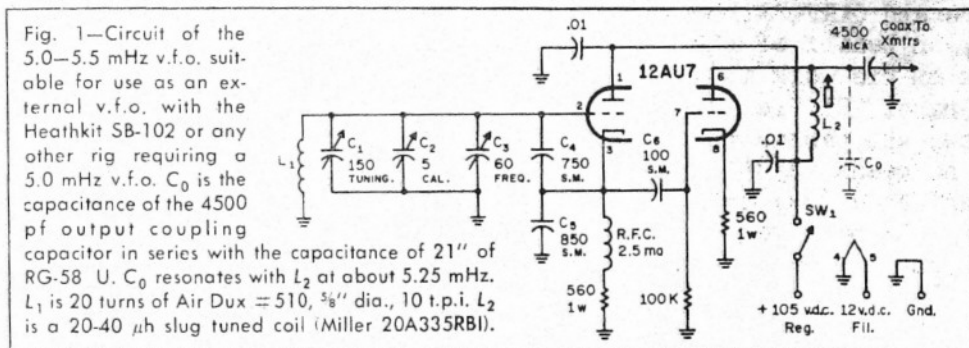 Fig. 1—Circuit of the
5.0–5.5 mHz v.f.o. suit-
able for use as an ex-
ternal v.f.o. with the
Heathkit SB-102 or any
other rig requiring a
5.0 mHz v.f.o. C0 is the
capacitance of the 4500
pf output coupling
capacitor in series with the capacitance of 21" of
RG-58 U. C0 resonates with L2 at about 5.25 mHz.
L1 is 20 turns of Air Dux =510, 5/8" dia., 10 t.p.i. L2
is a 20-40 μh slug tuned coil (Miller 20A335RBI).
.01
12AU7
4500
MICA
Coax To
Xmtrs
1
2
3
6
7
8
L1
C1
150
TUNING.
C2
5
CAL.
C3
60
FREQ.
C4
750
S.M.
C5
850
S.M.
C6
100
S.M.
R.F.C.
2.5 ma
560
1w
100K
560
1w
.01
L2
C0
SW1
4
5
+ 105 v.d.c.
Reg.
12v.d.c.
Fil.
Gnd.